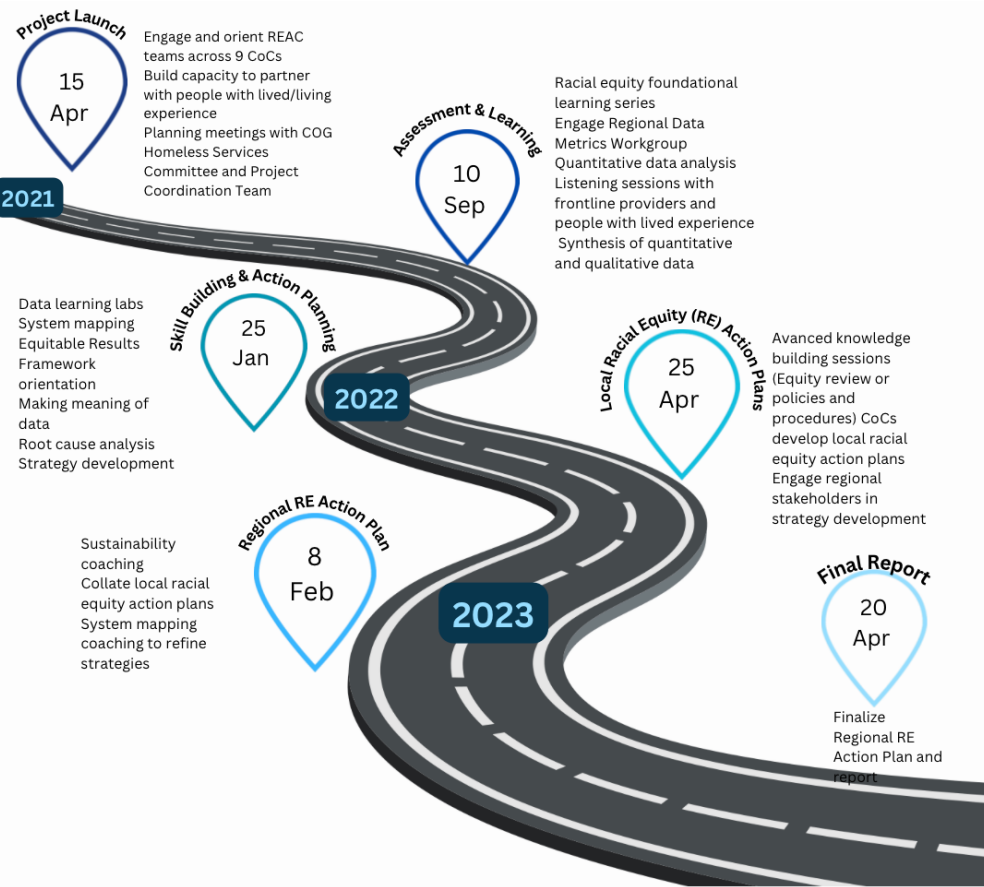 Project Launch
15
Apr
Engage and orient REAC
teams across 9 CoCs
Build capacity to partner
with people with lived/living
experience
Planning meetings with COG
Homeless Services
Committee and Project
Coordination Team
2021
Assessment & Learning
10
Sep
Racial equity foundational
learning series
Engage Regional Data
Metrics Workgroup
Quantitative data analysis
Listening sessions with
frontline providers and
people with lived experience
Synthesis of quantitative
and qualitative data
Skill Building & Action Planning
25
Jan
Data learning labs
System mapping
Equitable Results
Framework
orientation
Making meaning of
data
Root cause analysis
Strategy development
2022
Local Racial Equity (RE) Action Plans
25
Apr
Avanced knowledge
building sessions
(Equity review or
policies and
procedures) CoCs
develop local racial
equity action plans
Engage regional
stakeholders in
strategy development
Regional RE Action Plan
8
Feb
Sustainability
coaching
Collate local racial
equity action plans
System mapping
coaching to refine
strategies
2023
Final Report
20
Apr
Finalize
Regional RE
Action Plan and
report